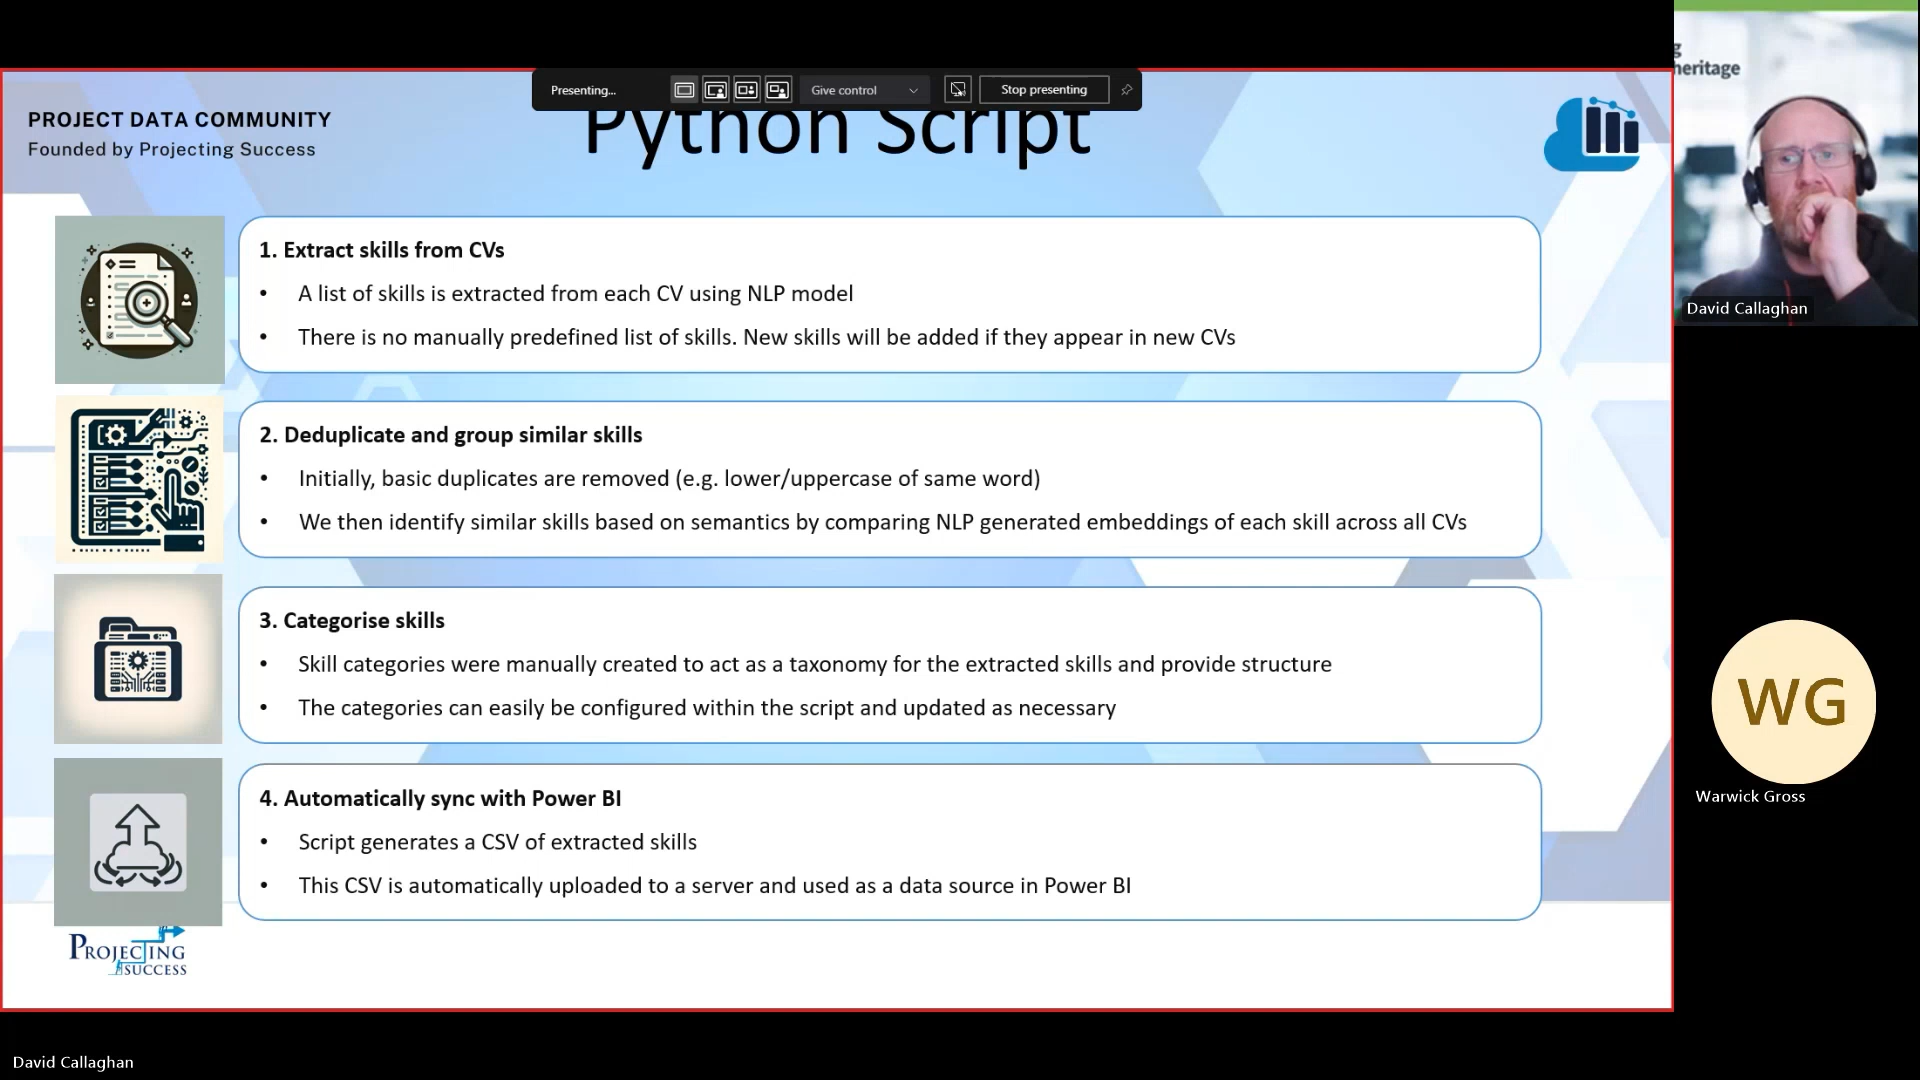 Presenting...
Give control
Stop presenting
PROJECT DATA COMMUNITY
Founded by Projecting Success
Python Script
1. Extract skills from CVs
• A list of skills is extracted from each CV using NLP model
• There is no manually predefined list of skills. New skills will be added if they appear in new CVs
2. Deduplicate and group similar skills
• Initially, basic duplicates are removed (e.g. lower/uppercase of same word)
• We then identify similar skills based on semantics by comparing NLP generated embeddings of each skill across all CVs
3. Categorise skills
• Skill categories were manually created to act as a taxonomy for the extracted skills and provide structure
• The categories can easily be configured within the script and updated as necessary
4. Automatically sync with Power BI
• Script generates a CSV of extracted skills
• This CSV is automatically uploaded to a server and used as a data source in Power BI
PROJECTING
SUCCESS
heritage
David Callaghan
WG
Warwick Gross
David Callaghan